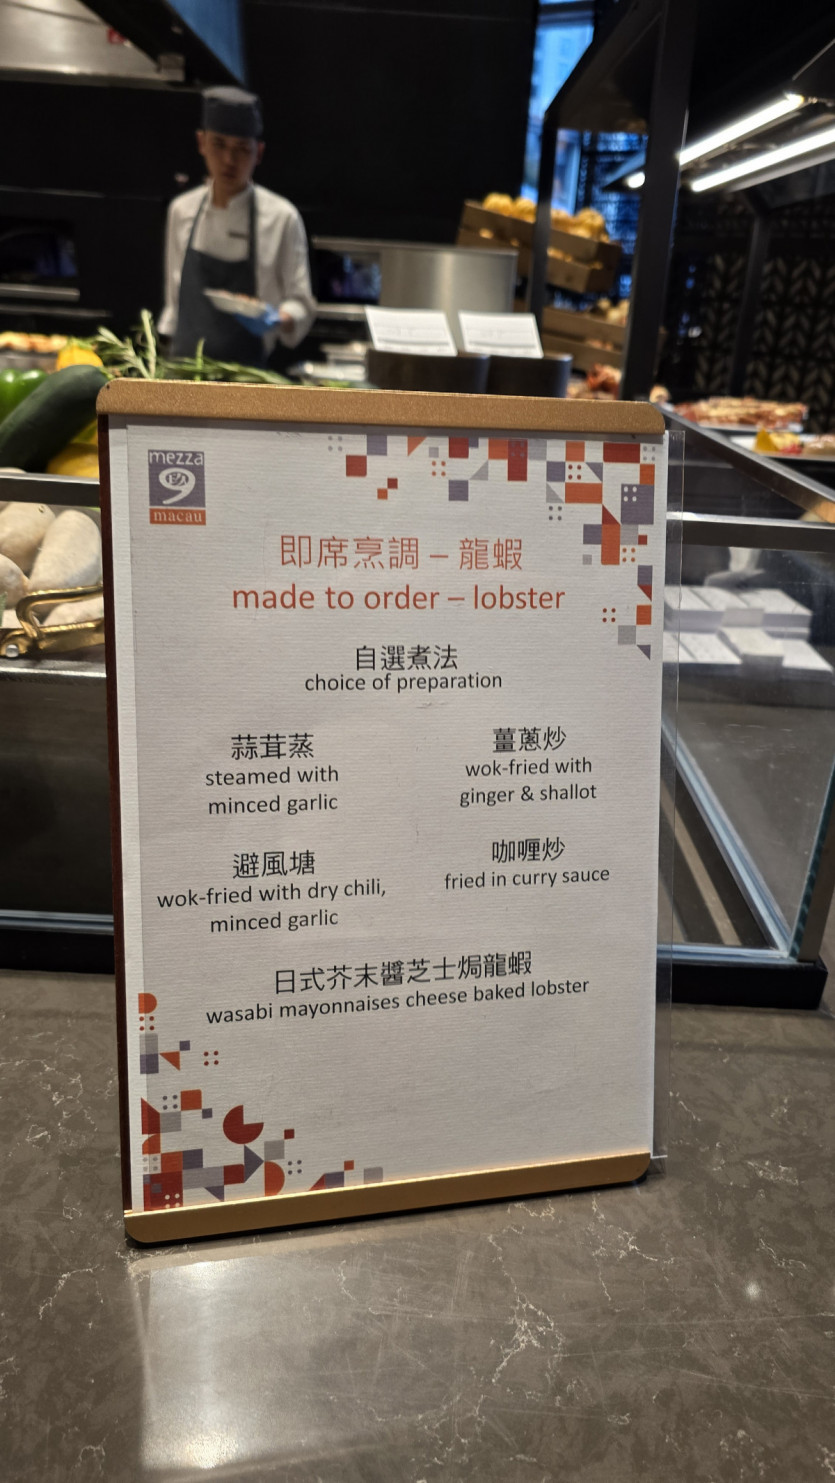 mezza
9
macau
即席烹調 – 龍蝦
made to order – lobster
自選煮法
choice of preparation
蒜茸蒸
steamed with
minced garlic
薑蔥炒
wok-fried with
ginger & shallot
避風塘
wok-fried with dry chili,
minced garlic
咖喱炒
fried in curry sauce
日式芥末醬芝士焗龍蝦
wasabi mayonnaises cheese baked lobster